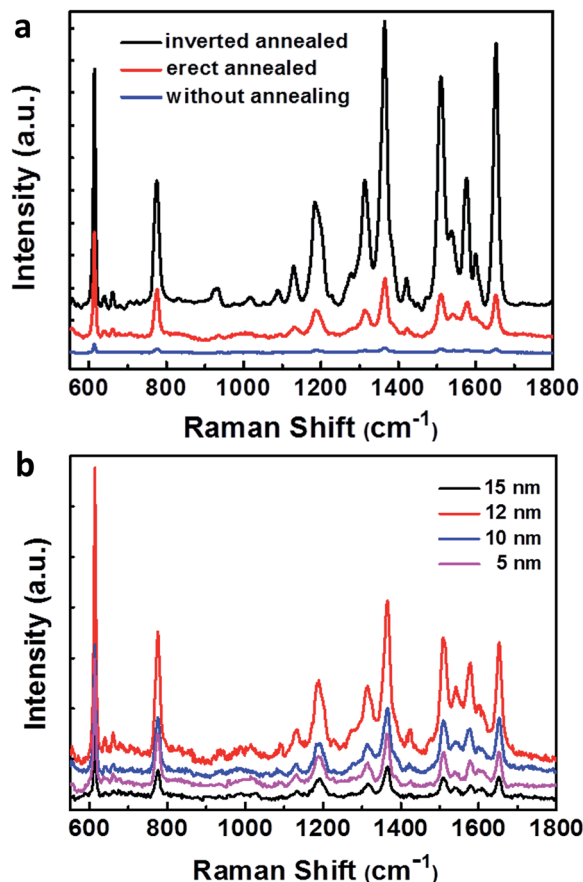 a
inverted annealed
erect annealed
without annealing
Intensity (a.u.)
600 800 1000 1200 1400 1600 1800
Raman Shift (cm⁻¹)
b
15 nm
12 nm
10 nm
5 nm
Intensity (a.u.)
600 800 1000 1200 1400 1600 1800
Raman Shift (cm⁻¹)